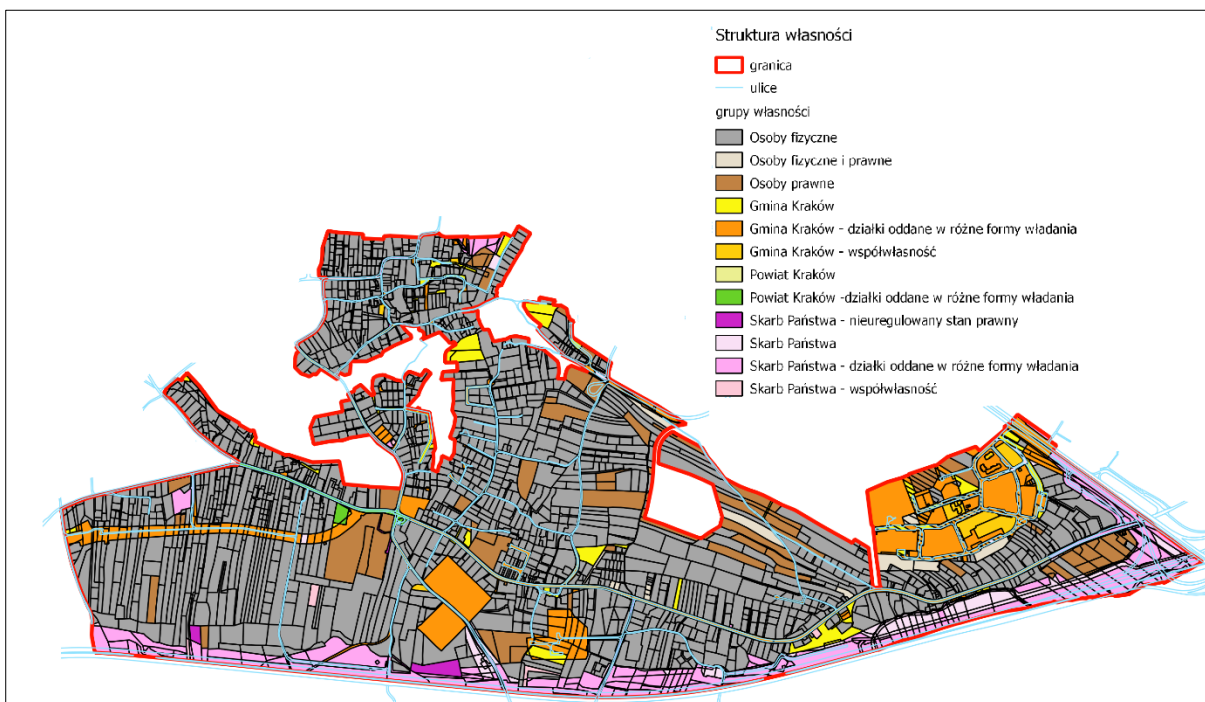 Struktura własności
granica
ulice
grupy własności
Osoby fizyczne
Osoby fizyczne i prawne
Osoby prawne
Gmina Kraków
Gmina Kraków - działki oddane w różne formy władania
Gmina Kraków - współwłasność
Powiat Kraków
Powiat Kraków -działki oddane w różne formy władania
Skarb Państwa - nieuregulowany stan prawny
Skarb Państwa
Skarb Państwa - działki oddane w różne formy władania
Skarb Państwa - współwłasność